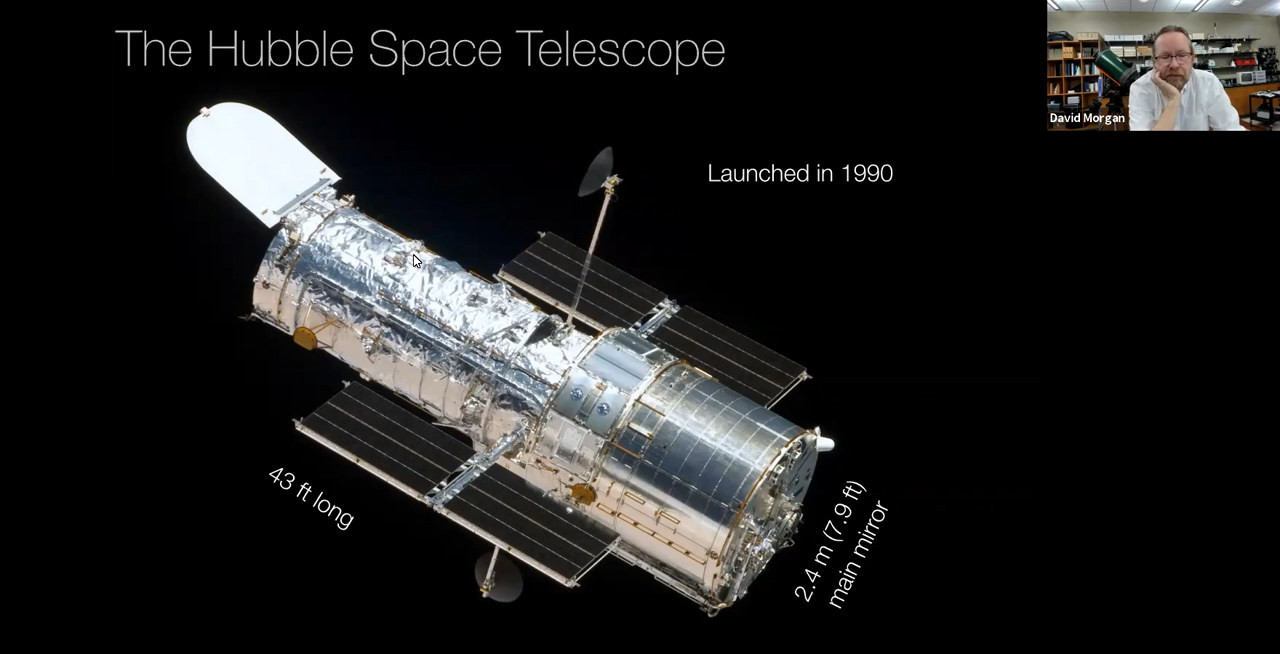 The Hubble Space Telescope
David Morgan
Launched in 1990
43 ft long
2.4 m (7.9 ft)
main mirror